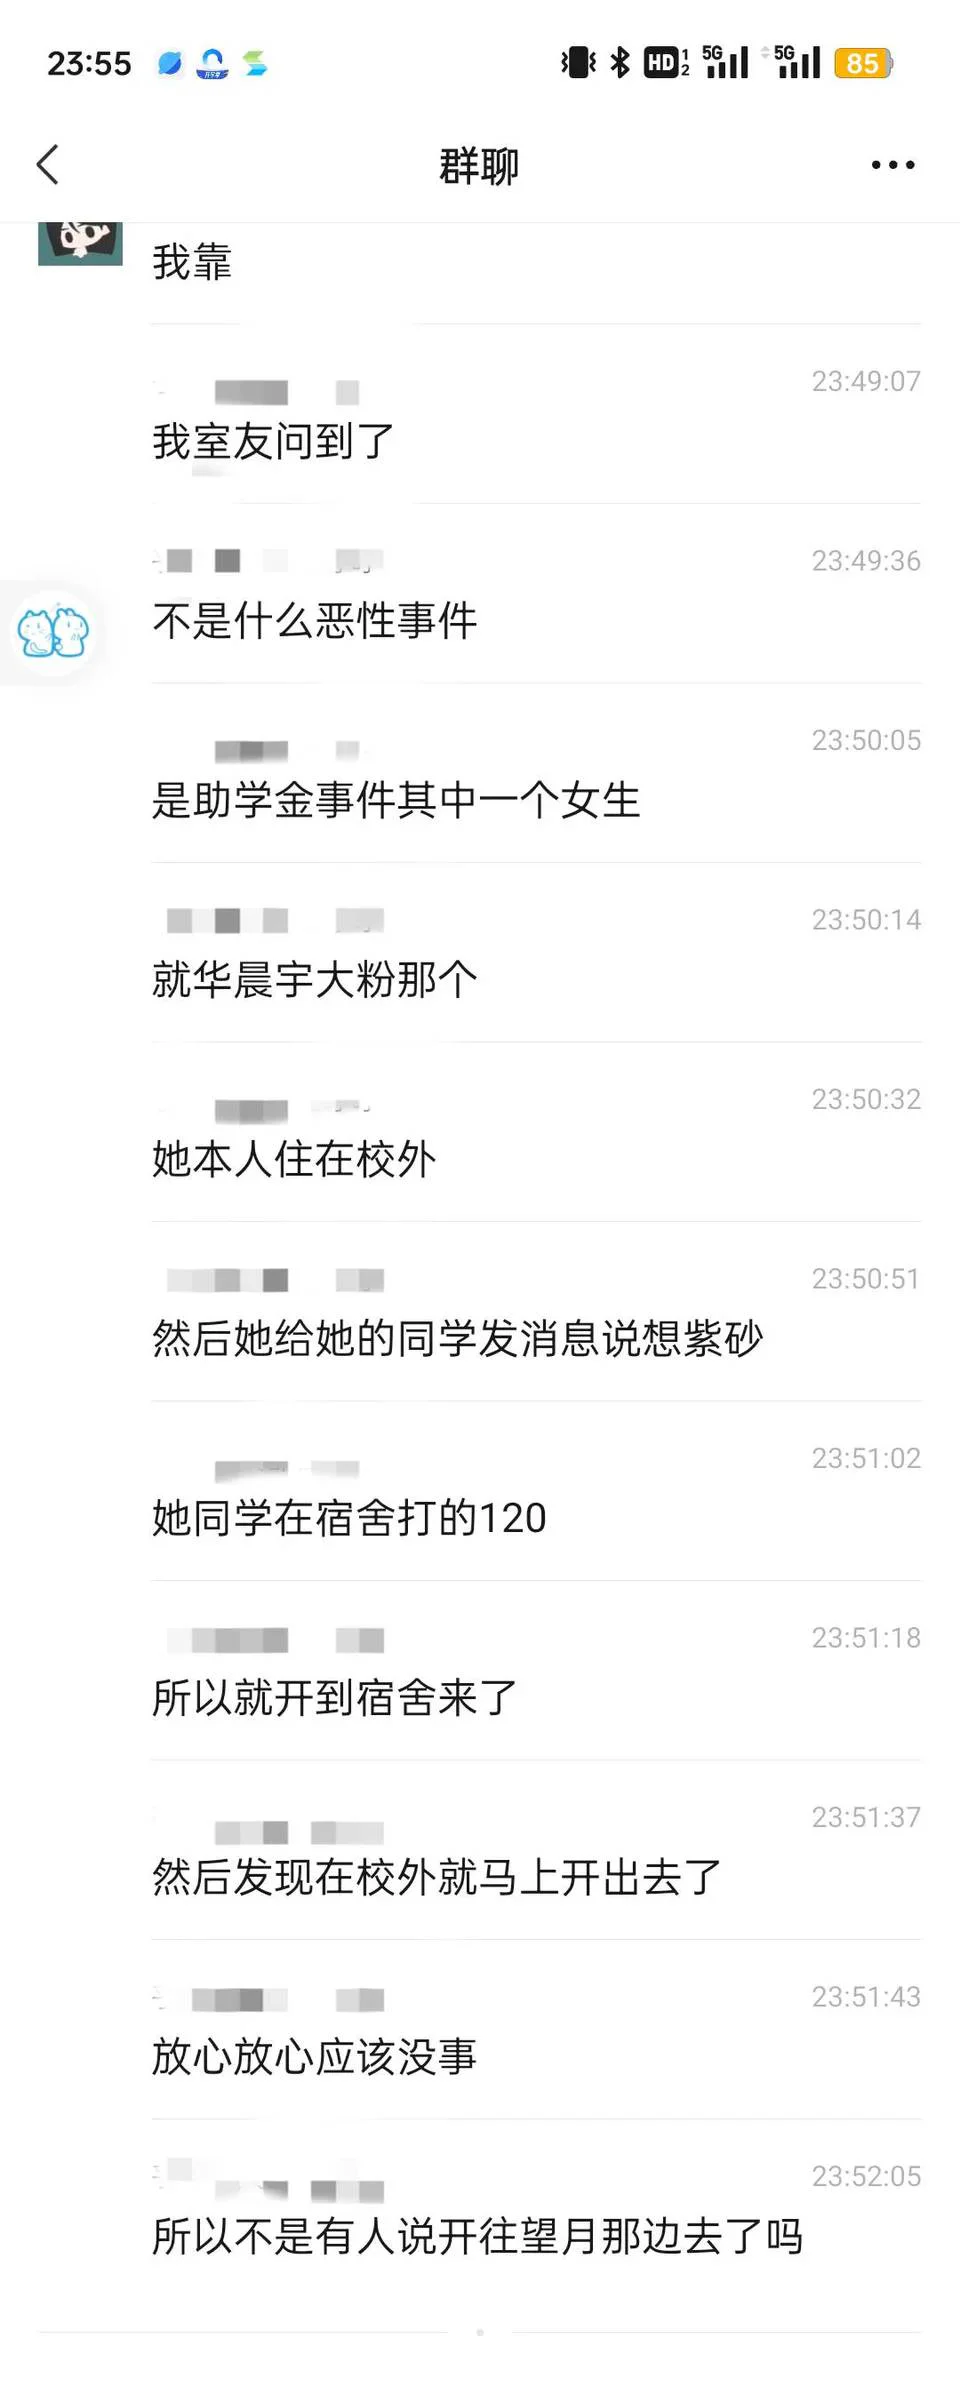 23:55
HD 1 2 5G 5G 85
群聊
我靠
23:49:07
我室友问到了
23:49:36
不是什么恶性事件
23:50:05
是助学金事件其中一个女生
23:50:14
就华晨宇大粉那个
23:50:32
她本人住在校外
23:50:51
然后她给她的同学发消息说想紫砂
23:51:02
她同学在宿舍打的120
23:51:18
所以就开到宿舍来了
23:51:37
然后发现在校外就马上开出去了
23:51:43
放心放心应该没事
23:52:05
所以不是有人说开往望月那边去了吗